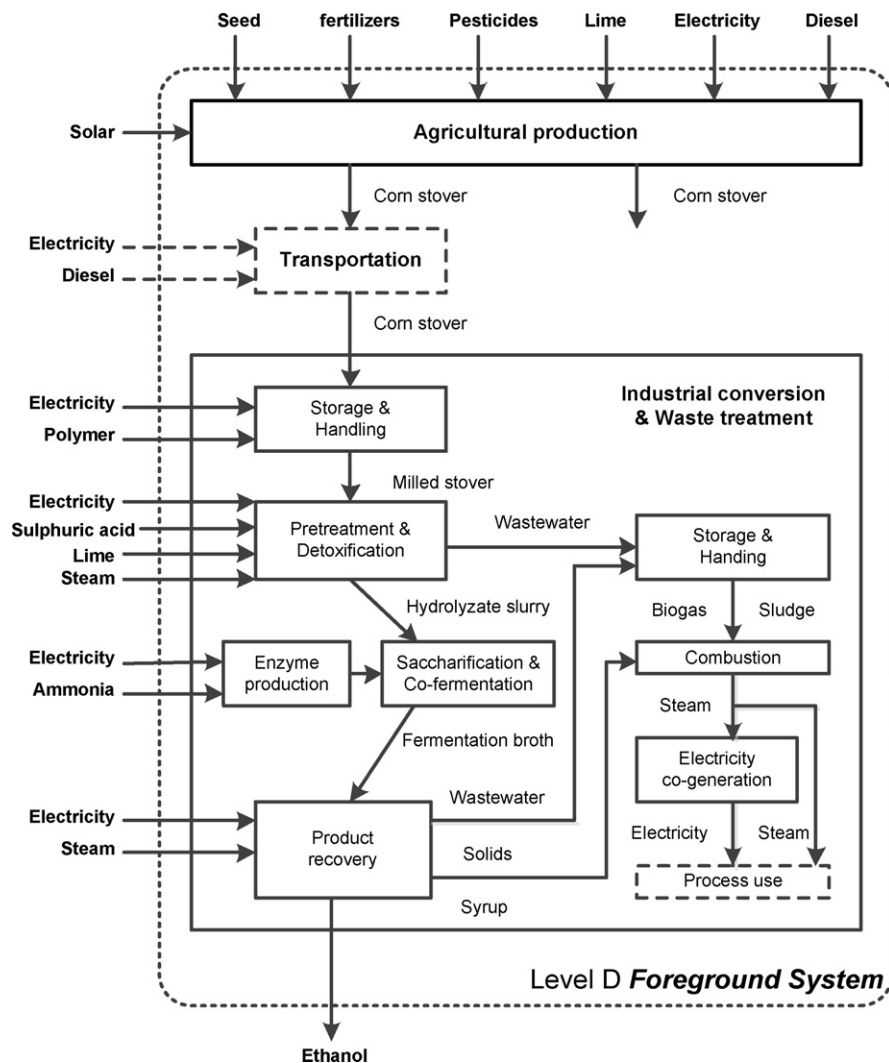 Seed fertilizers Pesticides Lime Electricity Diesel
Solar
Agricultural production
Corn stover
Corn stover
Electricity
Diesel
Transportation
Corn stover
Industrial conversion
& Waste treatment
Electricity
Polymer
Storage &
Handling
Milled stover
Electricity
Sulphuric acid
Lime
Steam
Pretreatment &
Detoxification
Wastewater
Storage &
Handing
Hydrolyzate slurry
Biogas
Sludge
Electricity
Ammonia
Enzyme
production
Saccharification &
Co-fermentation
Combustion
Steam
Fermentation broth
Electricity
co-generation
Wastewater
Electricity
Steam
Product
recovery
Solids
Electricity
Steam
Process use
Syrup
Level D Foreground System
Ethanol